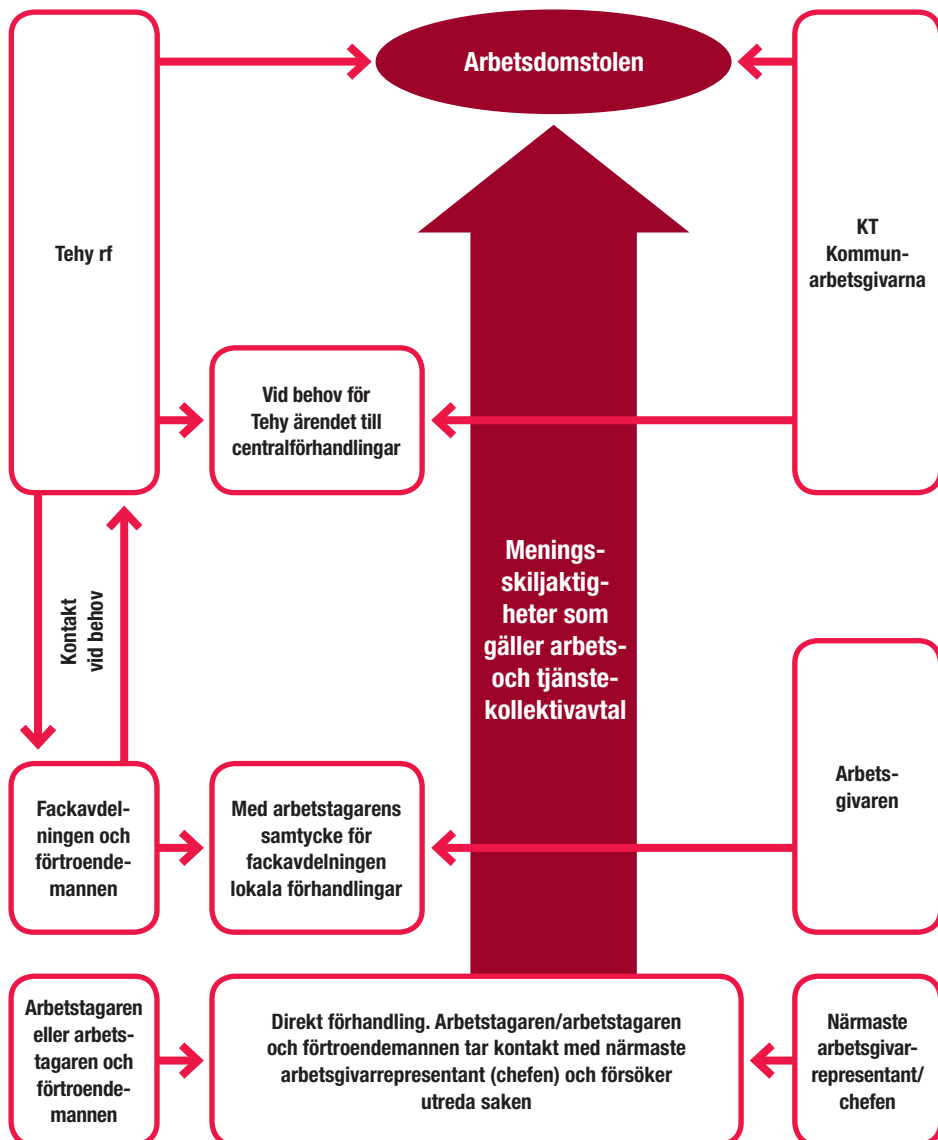 Arbetsdomstolen
Tehy rf
KT
Kommun-
arbetsgivarna
Vid behov för
Tehy ärendet till
centralförhandlingar
Menings-
skiljaktig-
heter som
gäller arbets-
och tjänste-
kollektivavtal
Kontakt
vid behov
Fackavdel-
ningen och
förtroende-
mannen
Med arbetstagarens
samtycke för
fackavdelningen
lokala förhandlingar
Arbets-
givaren
Arbetstagaren
eller arbets-
tagaren och
förtroende-
mannen
Direkt förhandling. Arbetstagaren/arbetstagaren
och förtroendemannen tar kontakt med närmaste
arbetsgivarrepresentant (chefen) och försöker
utreda saken
Närmaste
arbetsgivar-
representant/
chefen